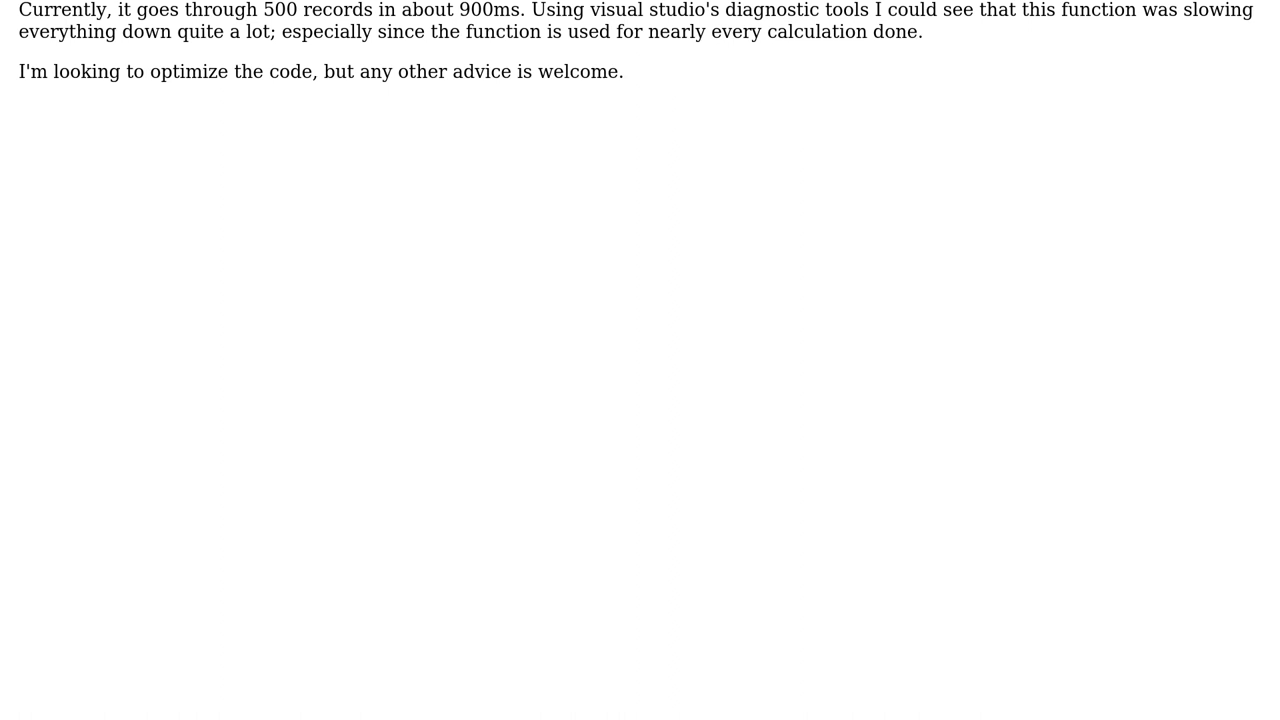 Currently, it goes through 500 records in about 900ms. Using visual studio's diagnostic tools I could see that this function was slowing
everything down quite a lot; especially since the function is used for nearly every calculation done.
I'm looking to optimize the code, but any other advice is welcome.